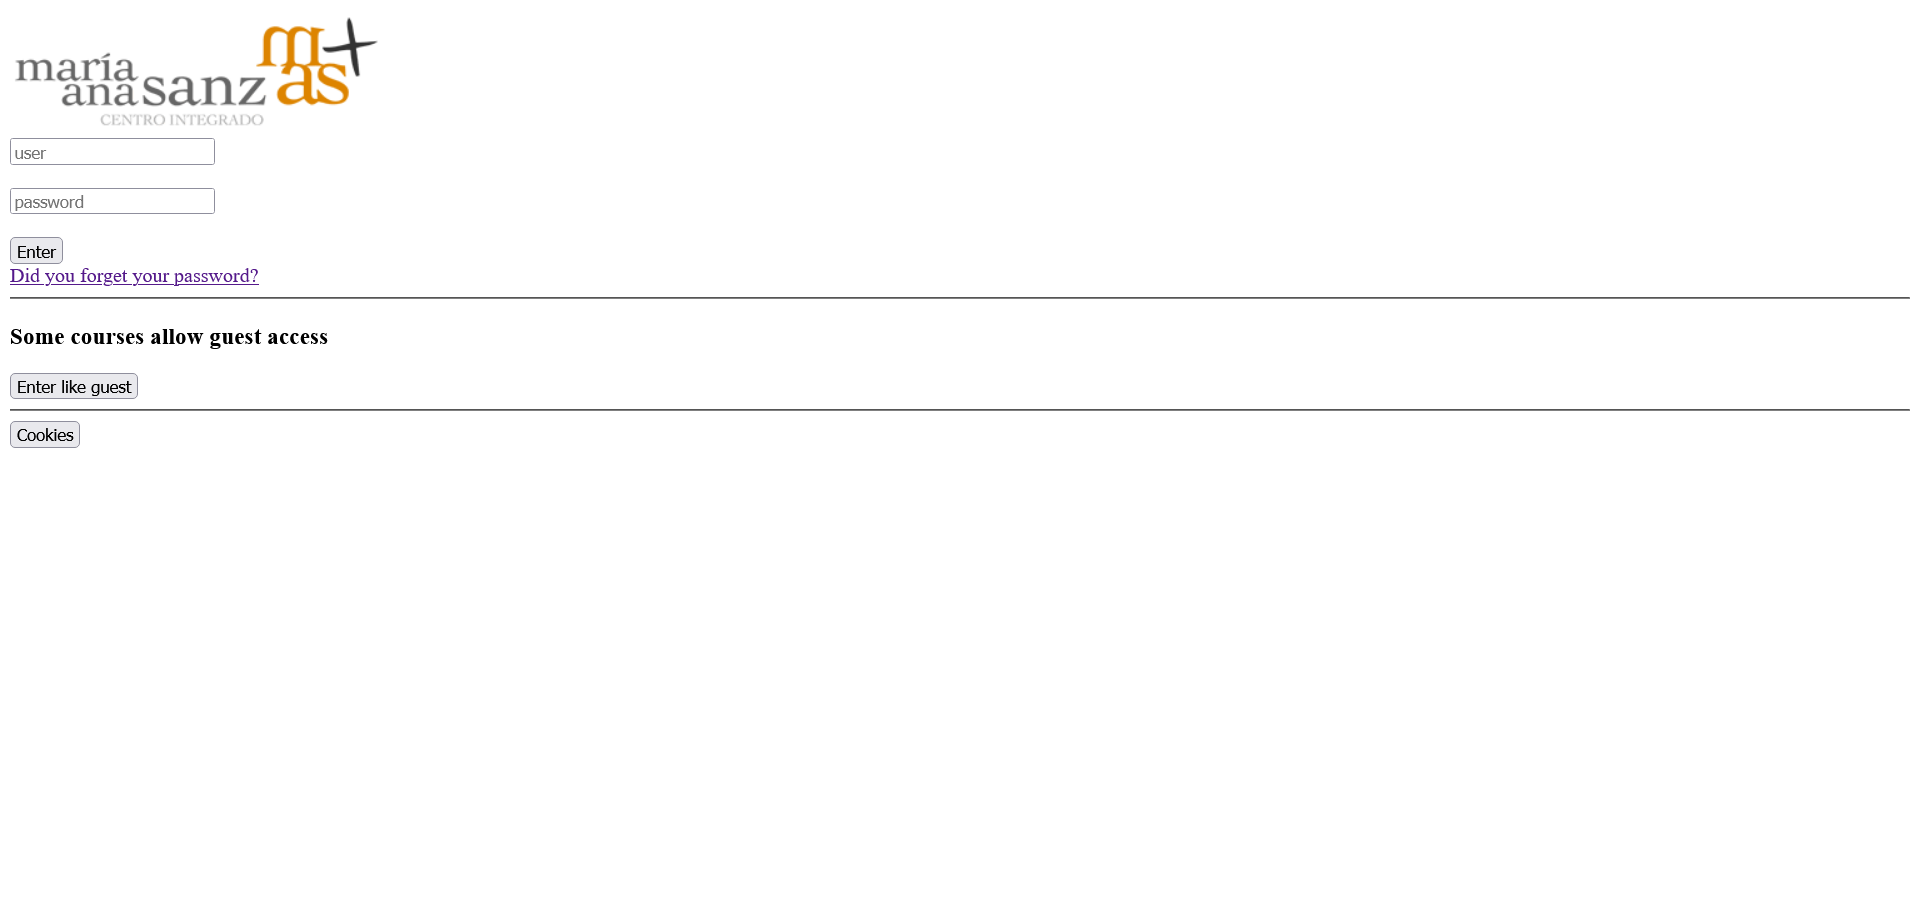 maría
ana sanz
mas+
CENTRO INTEGRADO
user
password
Enter
Did you forget your password?
Some courses allow guest access
Enter like guest
Cookies